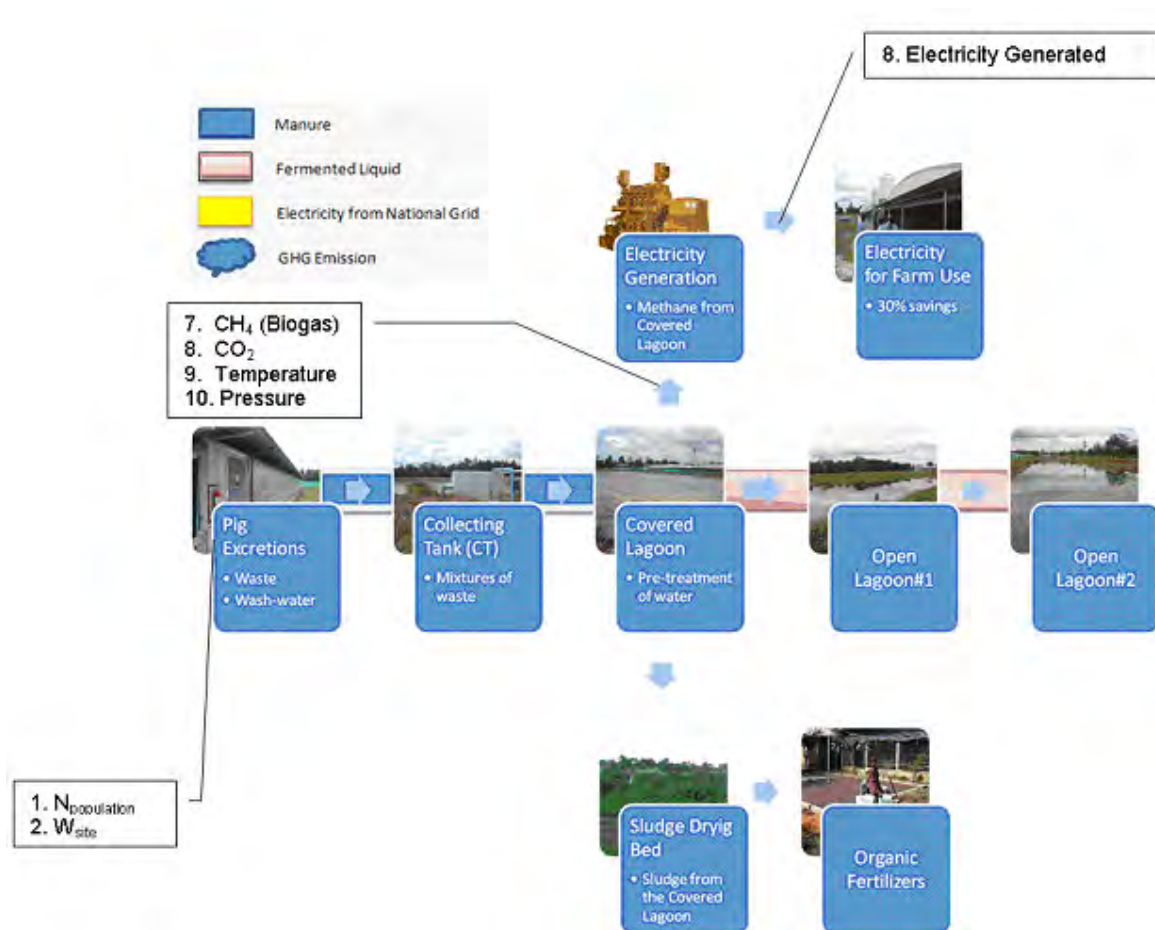 8. Electricity Generated
Manure
Fermented Liquid
Electricity from National Grid
GHG Emission
Electricity
Generation
• Methane from
Covered
Lagoon
Electricity
for Farm Use
• 30% savings
7. CH₄ (Biogas)
8. CO₂
9. Temperature
10. Pressure
Pig
Excretions
• Waste
• Wash-water
Collecting
Tank (CT)
• Mixtures of
waste
Covered
Lagoon
• Pre-treatment
of water
Open
Lagoon#1
Open
Lagoon#2
1. Npopulation
2. Wsite
Sludge Dryig
Bed
• Sludge from
the Covered
Lagoon
Organic
Fertilizers